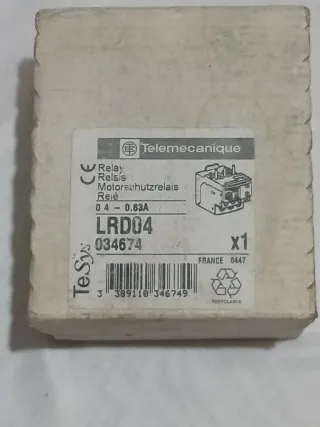 Telemecanique
CE
Relay
Relais
Motorschutzrelais
Relé
0.4 - 0.63A
LRD04
034674
x1
FRANCE 0447
TeSys
3 389110 346749
RECYCLABLE